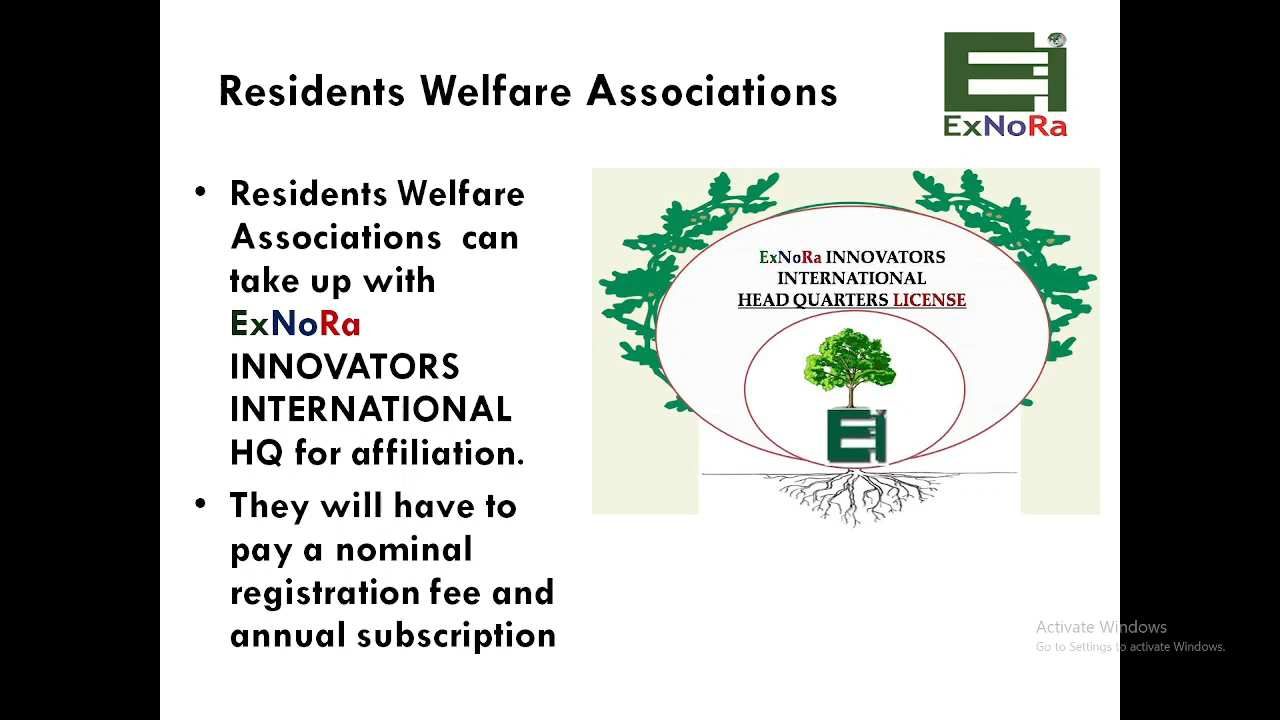 Residents Welfare Associations
ExNoRa
• Residents Welfare
Associations can
take up with
ExNoRa
INNOVATORS
INTERNATIONAL
HQ for affiliation.
• They will have to
pay a nominal
registration fee and
annual subscription
ExNoRa INNOVATORS
INTERNATIONAL
HEAD QUARTERS LICENSE
Activate Windows
Go to Settings to activate Windows.